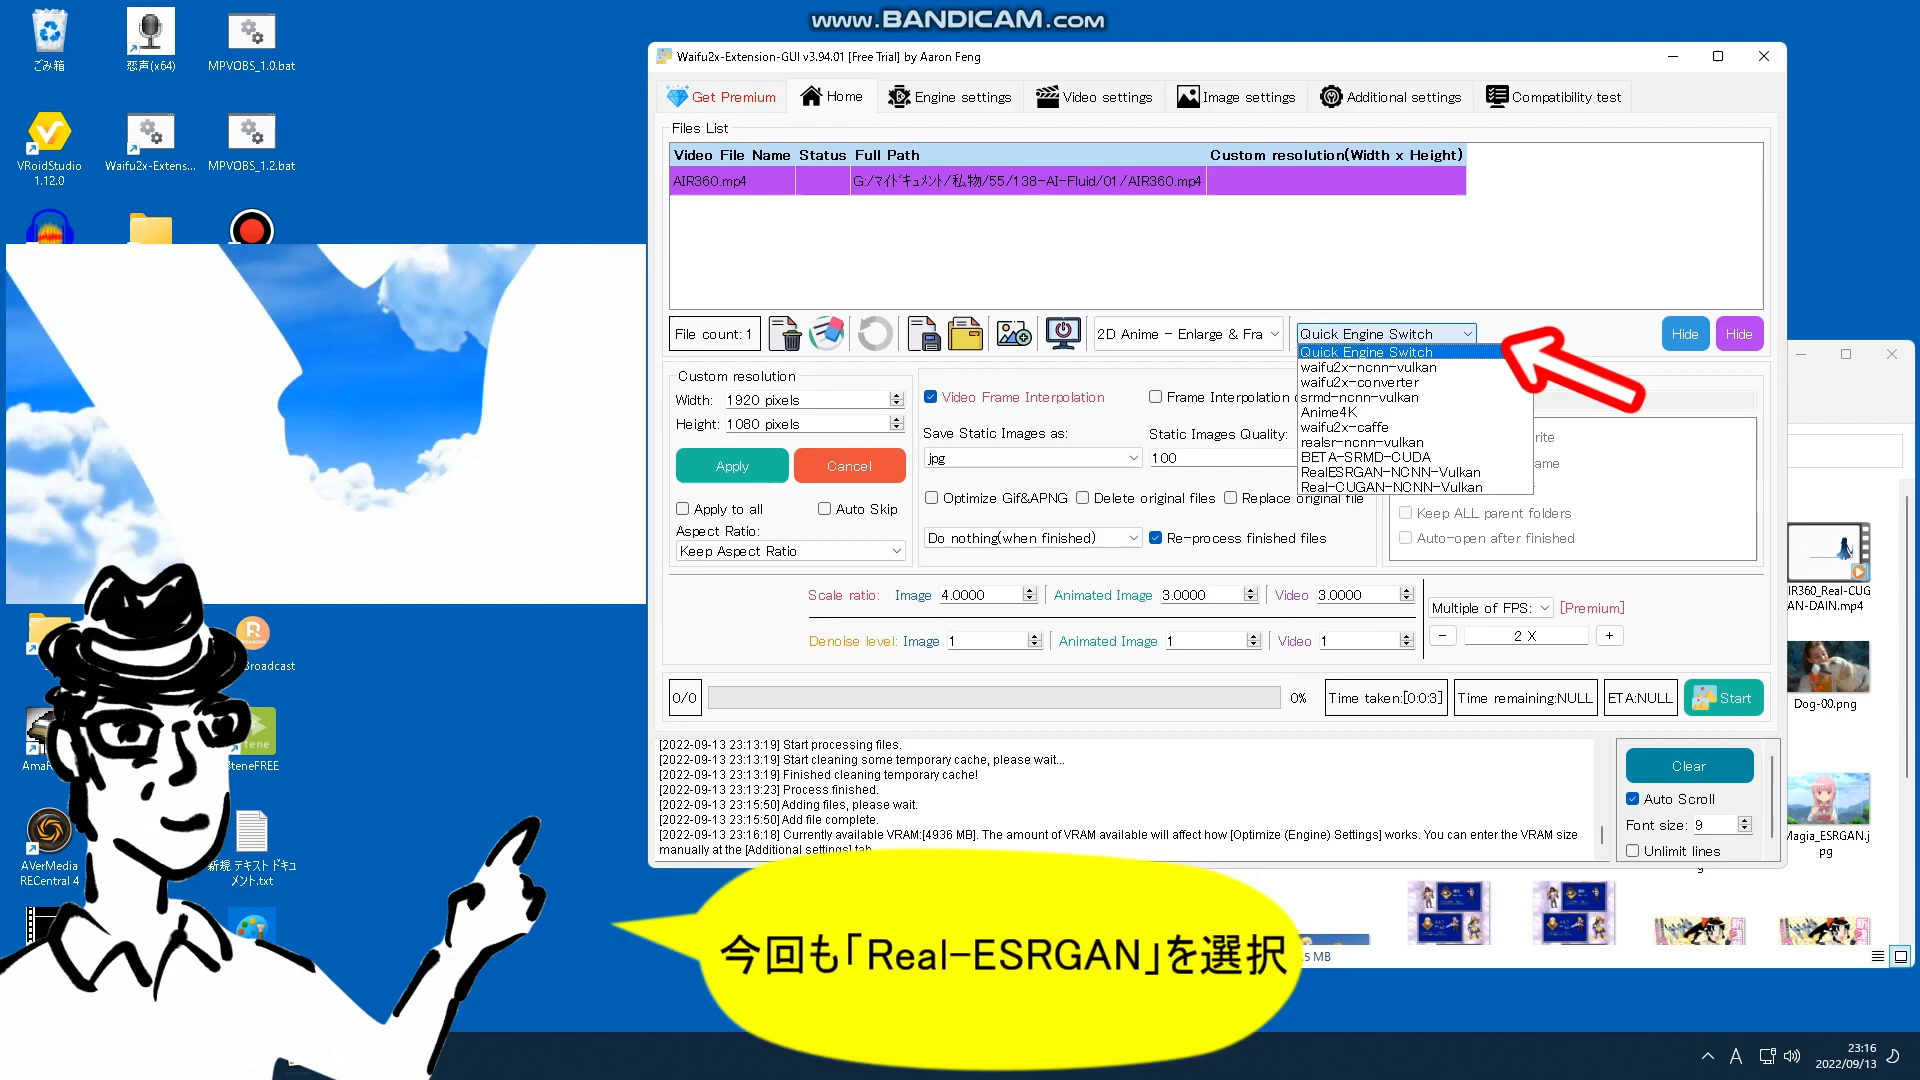 www.BANDICAM.com
ごみ箱
恋声(x64)
MPVOBS_1.0.bat
VRoidStudio 1.12.0
Waifu2x-Extens...
MPVOBS_1.2.bat
Broadcast
3teneFREE
AVerMedia RECentral 4
新規 テキスト ドキュメント.txt
Waifu2x-Extension-GUI v3.94.01 [Free Trial] by Aaron Feng
Get Premium
Home
Engine settings
Video settings
Image settings
Additional settings
Compatibility test
Files List
Video File Name Status Full Path Custom resolution(Width x Height)
AIR360.mp4 G:/マイドキュメント/私物/55/138-AI-Fluid/01/AIR360.mp4
File count: 1
2D Anime - Enlarge & Fra
Quick Engine Switch
Hide
Hide
Quick Engine Switch
waifu2x-ncnn-vulkan
waifu2x-converter
srmd-ncnn-vulkan
Anime4K
waifu2x-caffe
realsr-ncnn-vulkan
BETA-SRMD-CUDA
RealESRGAN-NCNN-Vulkan
Real-CUGAN-NCNN-Vulkan
Custom resolution
Width: 1920 pixels
Height: 1080 pixels
Apply
Cancel
Apply to all
Auto Skip
Aspect Ratio:
Keep Aspect Ratio
Video Frame Interpolation
Frame Interpolation
Save Static Images as:
Static Images Quality:
jpg
100
Optimize Gif&APNG
Delete original files
Replace original file
Do nothing(when finished)
Re-process finished files
Keep ALL parent folders
Auto-open after finished
Scale ratio: Image 4.0000 Animated Image 3.0000 Video 3.0000
Denoise level: Image 1 Animated Image 1 Video 1
Multiple of FPS: [Premium]
- 2 X +
0/0
0%
Time taken:[0:0:3]
Time remaining:NULL
ETA:NULL
Start
[2022-09-13 23:13:19] Start processing files.
[2022-09-13 23:13:19] Start cleaning some temporary cache, please wait...
[2022-09-13 23:13:19] Finished cleaning temporary cache!
[2022-09-13 23:13:23] Process finished.
[2022-09-13 23:15:50] Adding files, please wait.
[2022-09-13 23:15:50] Add file complete.
[2022-09-13 23:16:18] Currently available VRAM:[4936 MB]. The amount of VRAM available will affect how [Optimize (Engine) Settings] works. You can enter the VRAM size
manually at the [Additional settings] tab
Clear
Auto Scroll
Font size: 9
Unlimit lines
IR360_Real-CUG
AN-DAIN.mp4
Dog-00.png
Magia_ESRGAN.j
pg
.5 MB
今回も「Real-ESRGAN」を選択
A
23:16
2022/09/13